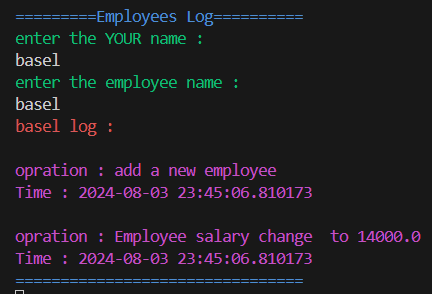 =========Employees Log==========
enter the YOUR name :
basel
enter the employee name :
basel
basel log :
opration : add a new employee
Time : 2024-08-03 23:45:06.810173
opration : Employee salary change  to 14000.0
Time : 2024-08-03 23:45:06.810173
================================